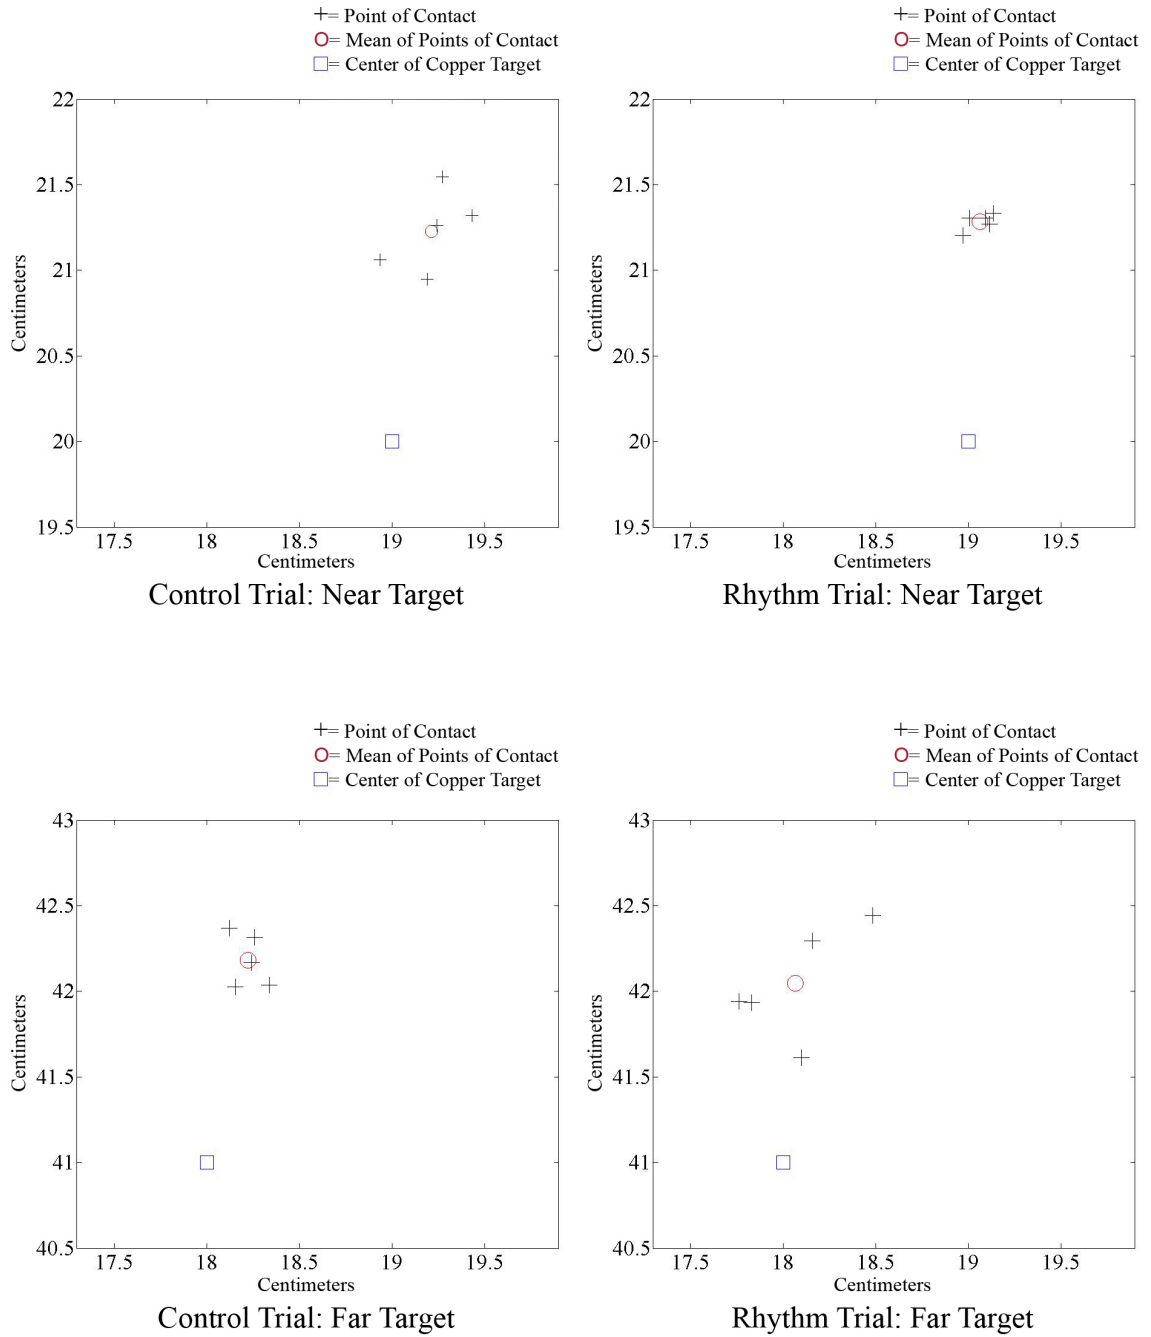 += Point of Contact
O= Mean of Points of Contact
□= Center of Copper Target
22
21.5
21
20.5
20
19.5
Centimeters
17.5 18 18.5 19 19.5
Centimeters
Control Trial: Near Target
+= Point of Contact
O= Mean of Points of Contact
□= Center of Copper Target
22
21.5
21
20.5
20
19.5
Centimeters
17.5 18 18.5 19 19.5
Centimeters
Rhythm Trial: Near Target
+= Point of Contact
O= Mean of Points of Contact
□= Center of Copper Target
43
42.5
42
41.5
41
40.5
Centimeters
17.5 18 18.5 19 19.5
Centimeters
Control Trial: Far Target
+= Point of Contact
O= Mean of Points of Contact
□= Center of Copper Target
43
42.5
42
41.5
41
40.5
Centimeters
17.5 18 18.5 19 19.5
Centimeters
Rhythm Trial: Far Target